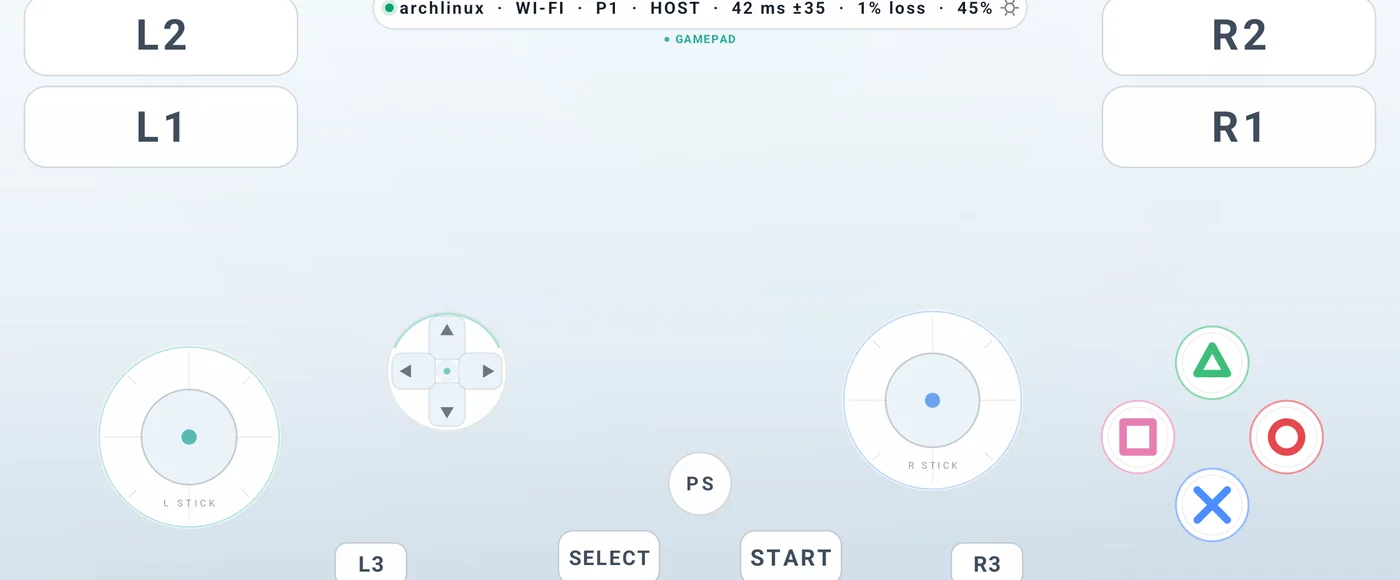 L2
archlinux · WI-FI · P1 · HOST · 42 ms ±35 · 1% loss · 45%
R2
• GAMEPAD
L1
R1
L STICK
R STICK
PS
L3
SELECT
START
R3